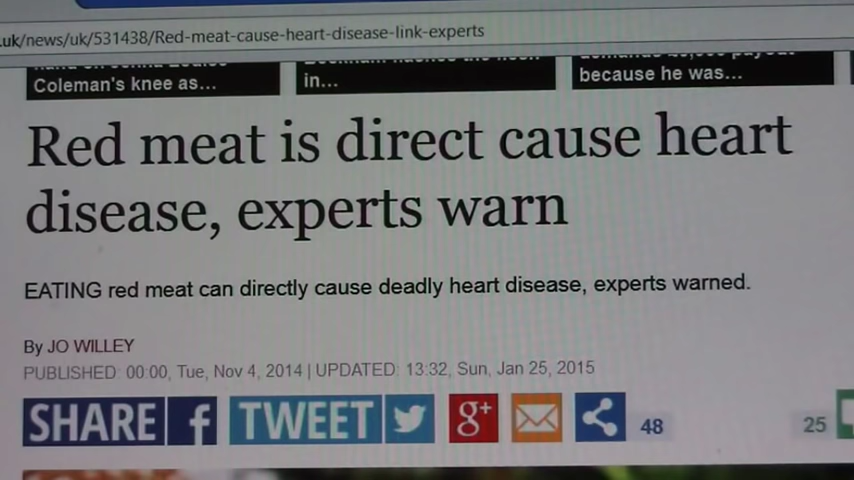 .uk/news/uk/531438/Red-meat-cause-heart-disease-link-experts
Coleman's knee as...
in...
because he was...
Red meat is direct cause heart
disease, experts warn
EATING red meat can directly cause deadly heart disease, experts warned.
By JO WILLEY
PUBLISHED: 00:00, Tue, Nov 4, 2014 | UPDATED: 13:32, Sun, Jan 25, 2015
SHARE f TWEET g+ 48 25